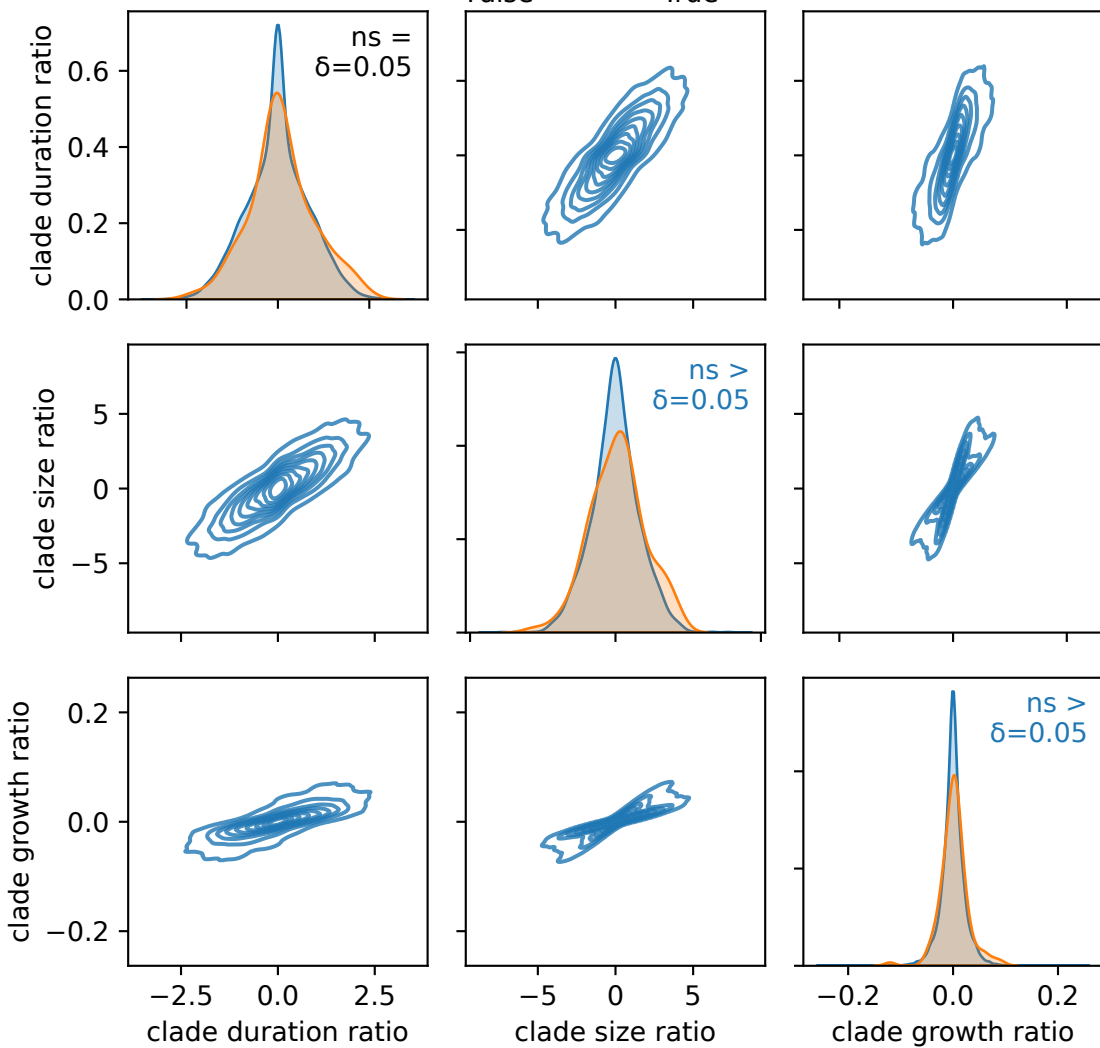 ns =
δ=0.05
clade duration ratio
0.6
0.4
0.2
0.0
ns >
δ=0.05
clade size ratio
5
0
−5
ns >
δ=0.05
clade growth ratio
0.2
0.0
−0.2
−2.5 0.0 2.5
−5 0 5
−0.2 0.0 0.2
clade duration ratio
clade size ratio
clade growth ratio